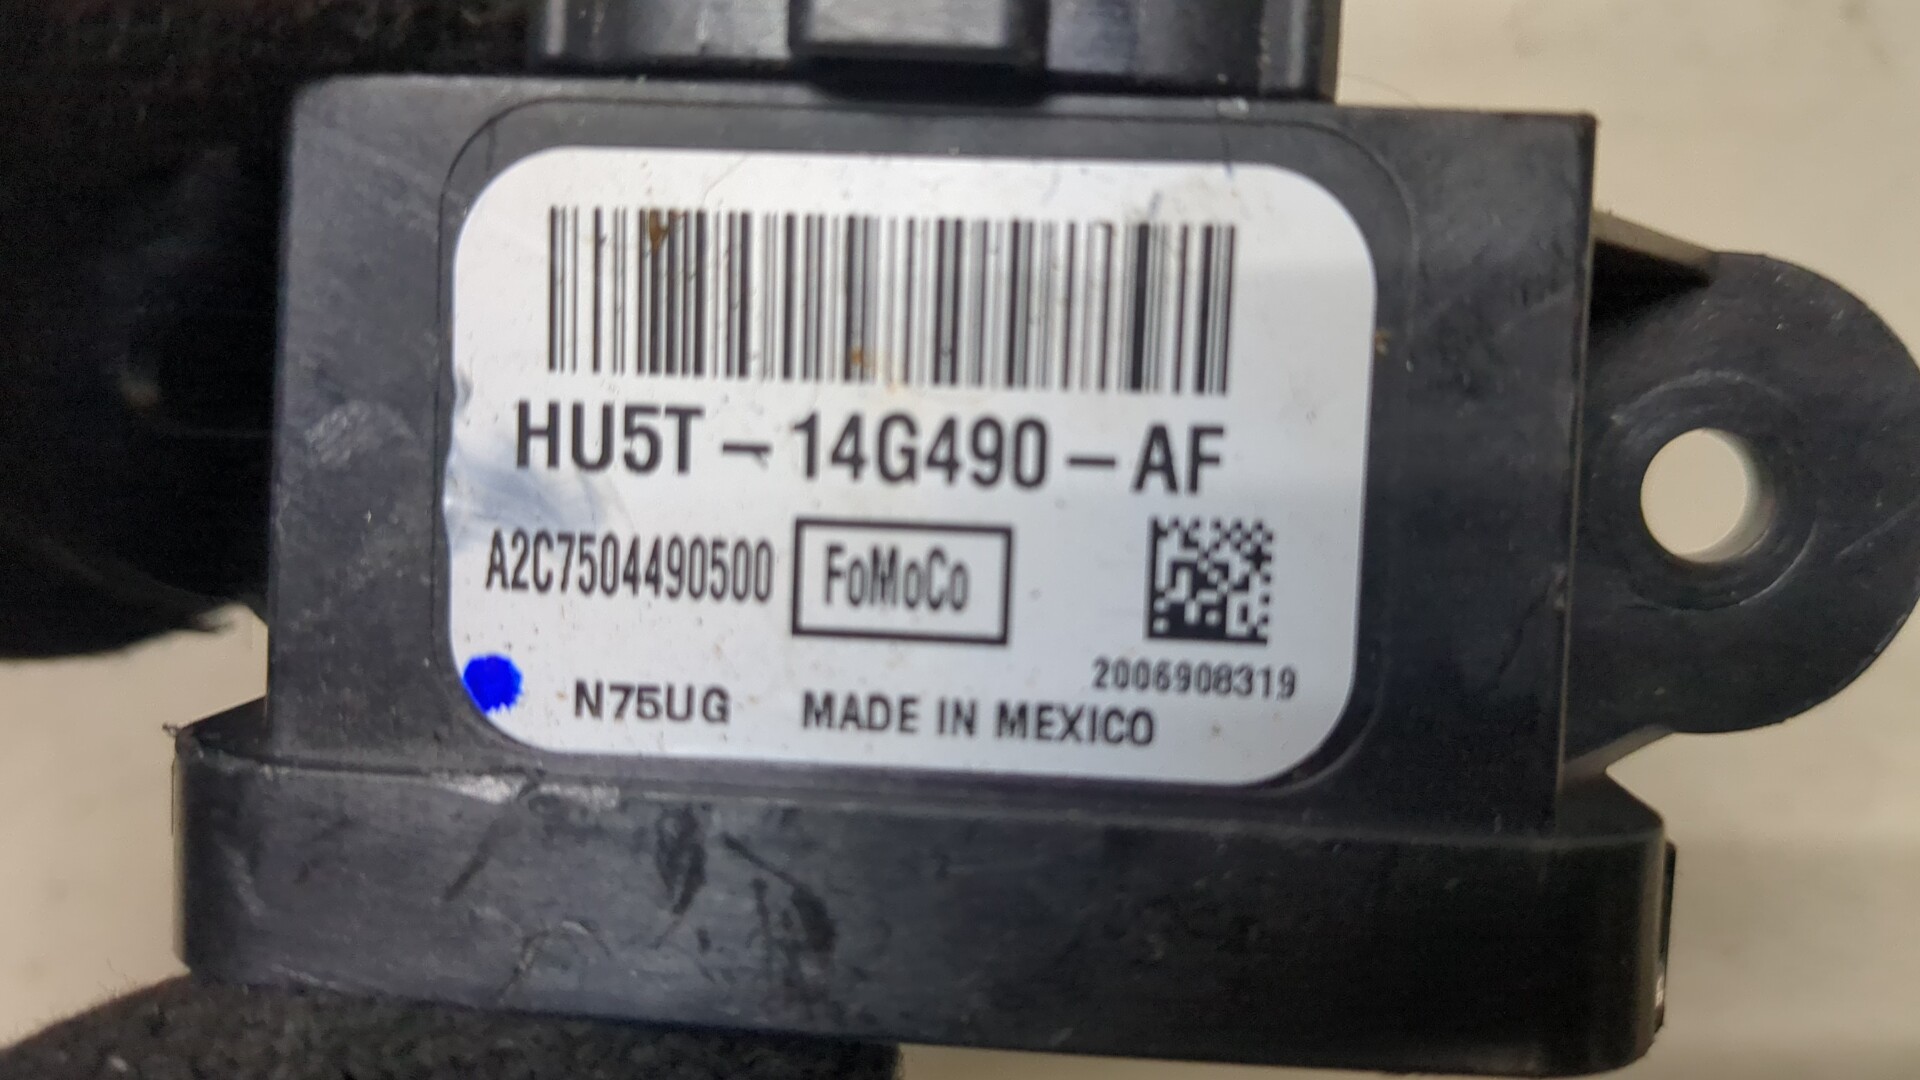 HU5T-14G490-AF
A2C7504490500 FoMoCo
2006908319
N75UG MADE IN MEXICO